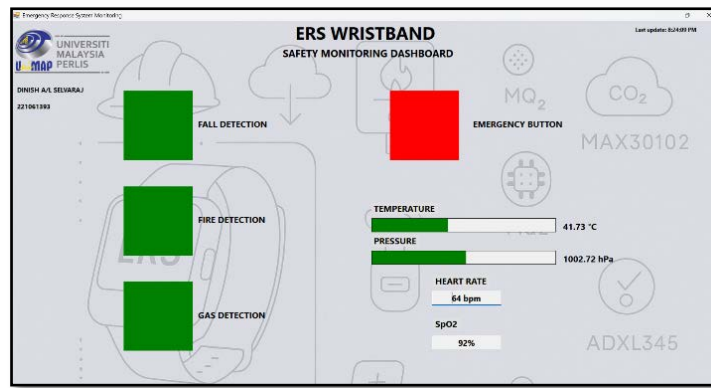 Emergency Response System Monitoring
ERS WRISTBAND
Last update: 8:24:09 PM
SAFETY MONITORING DASHBOARD
UNIVERSITI
MALAYSIA
PERLIS
UniMAP
DINISH A/L SELVARAJ
221061393
FALL DETECTION
EMERGENCY BUTTON
MQ2
CO2
MAX30102
FIRE DETECTION
TEMPERATURE
41.73 °C
PRESSURE
1002.72 hPa
ERS
HEART RATE
64 bpm
GAS DETECTION
SpO2
92%
ADXL345